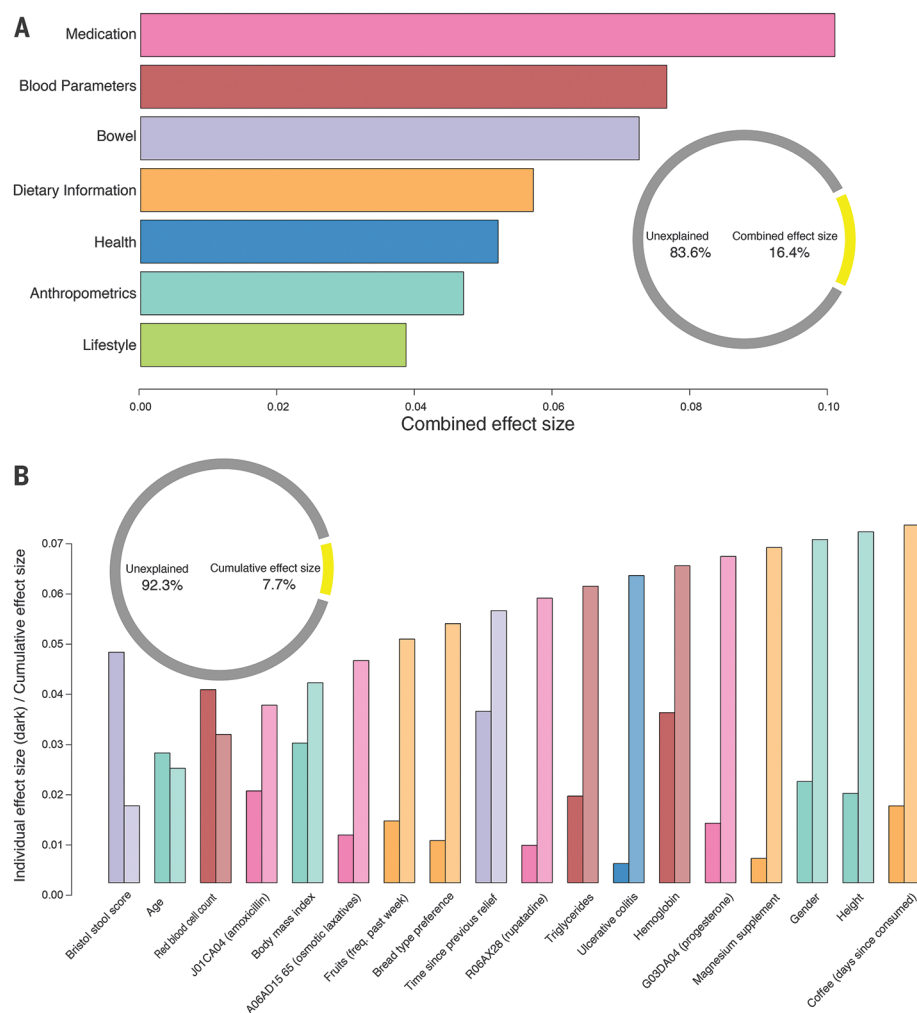 A
Medication
Blood Parameters
Bowel
Dietary Information
Health
Anthropometrics
Lifestyle
Unexplained
83.6%
Combined effect size
16.4%
0.00 0.02 0.04 0.06 0.08 0.10
Combined effect size
B
Unexplained
92.3%
Cumulative effect size
7.7%
Individual effect size (dark) / Cumulative effect size
0.07
0.06
0.05
0.04
0.03
0.02
0.01
0.00
Bristol stool score
Age
Red blood cell count
J01CA04 (amoxicillin)
Body mass index
A06AD15 65 (osmotic laxatives)
Fruits (freq. past week)
Bread type preference
Time since previous relief
R06AX28 (rupatadine)
Triglycerides
Ulcerative colitis
Hemoglobin
G03DA04 (progesterone)
Magnesium supplement
Gender
Height
Coffee (days since consumed)